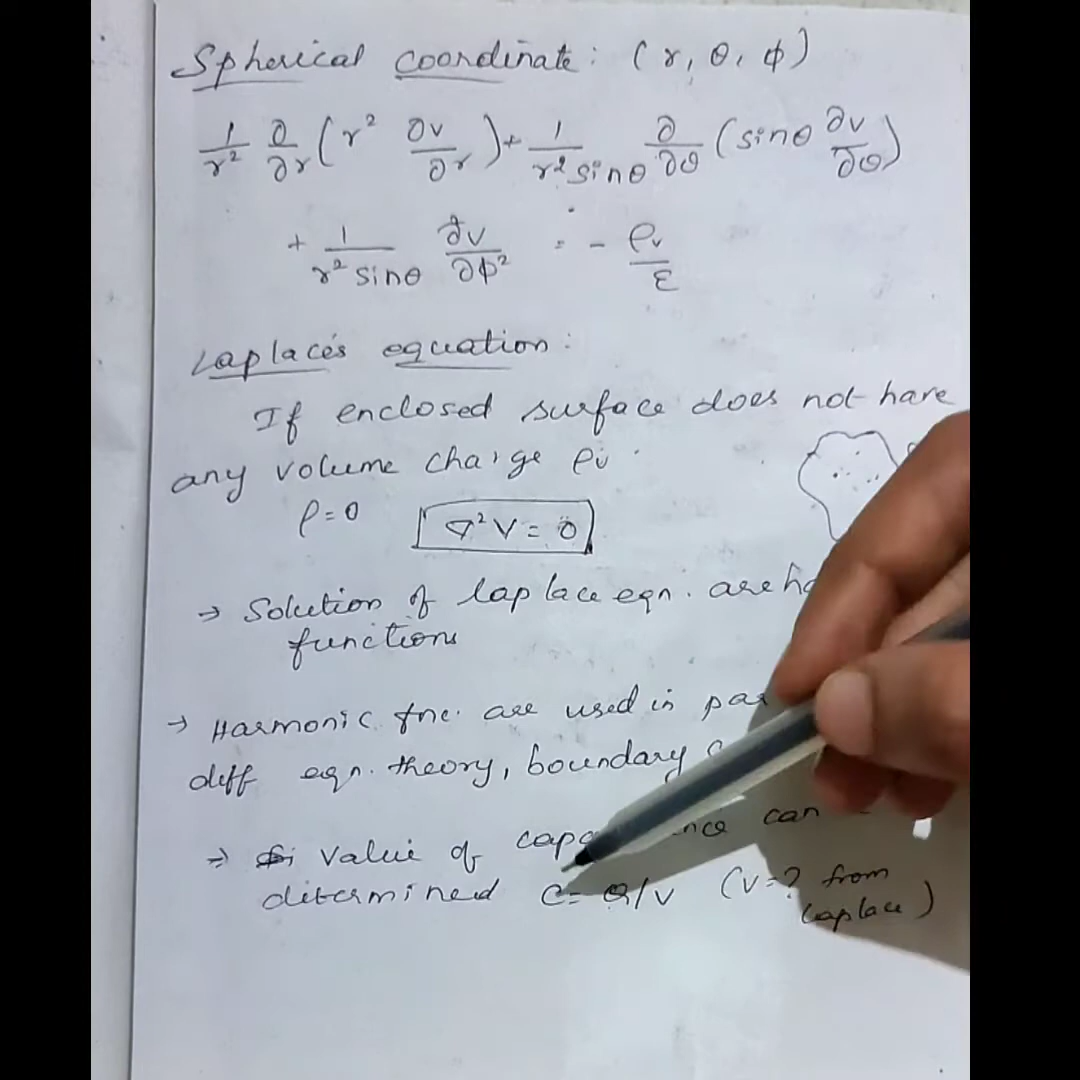 Spherical coordinate: (r, θ, φ)
1/r² ∂/∂r (r² ∂v/∂r) + 1/r² sinθ ∂/∂θ (sinθ ∂v/∂θ)
+ 1/r² sinθ ∂²v/∂φ² = - ρv/ε
Laplace's equation:
If enclosed surface does not have
any volume charge ρv.
ρ=0 ∇²V = 0
→ Solution of laplace eqn. are
functions
→ Harmonic fnc. are used in
diff eqn. theory, boundary
→ value of can
ditermined C= Q/V (V=? from
Laplace)